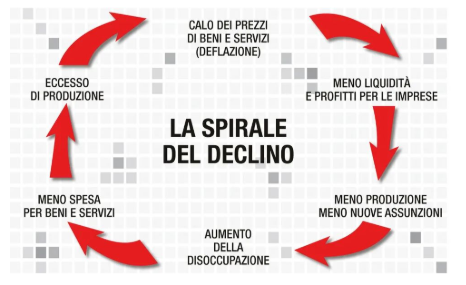 CALO DEI PREZZI
DI BENI E SERVIZI
(DEFLAZIONE)
MENO LIQUIDITÀ
E PROFITTI PER LE IMPRESE
MENO PRODUZIONE
MENO NUOVE ASSUNZIONI
AUMENTO
DELLA
DISOCCUPAZIONE
MENO SPESA
PER BENI E SERVIZI
ECCESSO
DI PRODUZIONE
LA SPIRALE
DEL DECLINO